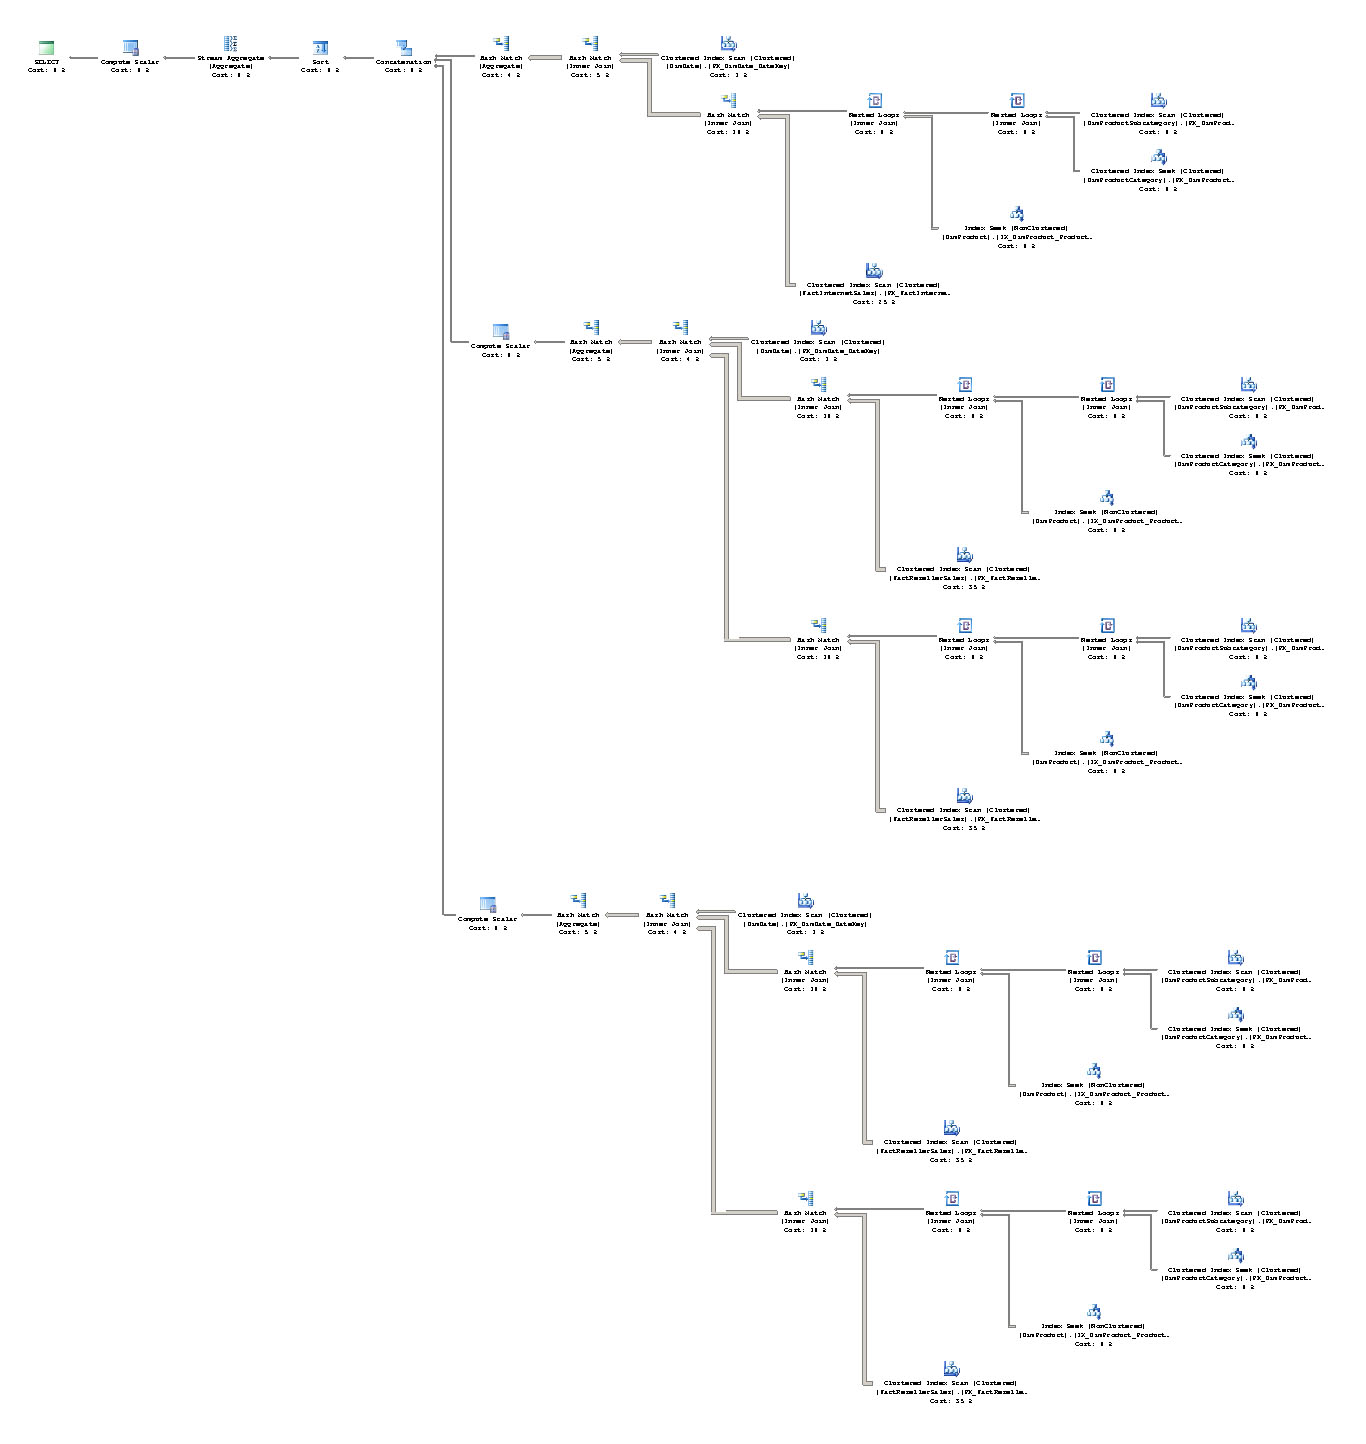 SELECT
Cost: 0 %
Compute Scalar
Cost: 0 %
Stream Aggregate
(Aggregate)
Cost: 0 %
Sort
Cost: 0 %
Concatenation
Cost: 0 %
Hash Match
(Aggregate)
Cost: 4 %
Hash Match
(Inner Join)
Cost: 5 %
Clustered Index Scan (Clustered)
[DimDate].[PK_DimDate_DateKey]
Cost: %
Hash Match
(Inner Join)
Cost: %
Nested Loops
(Inner Join)
Cost: 0 %
Nested Loops
(Inner Join)
Cost: 0 %
Clustered Index Scan (Clustered)
[DimProductSubcategory].[PK_DimProd…
Cost: 0 %
Clustered Index Seek (Clustered)
[DimProductCategory].[PK_DimProduct…
Cost: 0 %
Index Seek (NonClustered)
[DimProduct].[IX_DimProduct_Product…
Cost: 0 %
Clustered Index Scan (Clustered)
[FactInternetSales].[PK_FactInterne…
Cost: 25 %
Compute Scalar
Cost: 0 %
Hash Match
(Aggregate)
Cost: 5 %
Hash Match
(Inner Join)
Cost: 4 %
Clustered Index Scan (Clustered)
[DimDate].[PK_DimDate_DateKey]
Cost: %
Hash Match
(Inner Join)
Cost: %
Nested Loops
(Inner Join)
Cost: 0 %
Nested Loops
(Inner Join)
Cost: 0 %
Clustered Index Scan (Clustered)
[DimProductSubcategory].[PK_DimProd…
Cost: 0 %
Clustered Index Seek (Clustered)
[DimProductCategory].[PK_DimProduct…
Cost: 0 %
Index Seek (NonClustered)
[DimProduct].[IX_DimProduct_Product…
Cost: 0 %
Clustered Index Scan (Clustered)
[FactResellerSales].[PK_FactReselle…
Cost: %
Hash Match
(Inner Join)
Cost: %
Nested Loops
(Inner Join)
Cost: 0 %
Nested Loops
(Inner Join)
Cost: 0 %
Clustered Index Scan (Clustered)
[DimProductSubcategory].[PK_DimProd…
Cost: 0 %
Clustered Index Seek (Clustered)
[DimProductCategory].[PK_DimProduct…
Cost: 0 %
Index Seek (NonClustered)
[DimProduct].[IX_DimProduct_Product…
Cost: 0 %
Clustered Index Scan (Clustered)
[FactResellerSales].[PK_FactReselle…
Cost: %
Compute Scalar
Cost: 0 %
Hash Match
(Aggregate)
Cost: 5 %
Hash Match
(Inner Join)
Cost: 4 %
Clustered Index Scan (Clustered)
[DimDate].[PK_DimDate_DateKey]
Cost: %
Hash Match
(Inner Join)
Cost: %
Nested Loops
(Inner Join)
Cost: 0 %
Nested Loops
(Inner Join)
Cost: 0 %
Clustered Index Scan (Clustered)
[DimProductSubcategory].[PK_DimProd…
Cost: 0 %
Clustered Index Seek (Clustered)
[DimProductCategory].[PK_DimProduct…
Cost: 0 %
Index Seek (NonClustered)
[DimProduct].[IX_DimProduct_Product…
Cost: 0 %
Clustered Index Scan (Clustered)
[FactResellerSales].[PK_FactReselle…
Cost: %
Hash Match
(Inner Join)
Cost: %
Nested Loops
(Inner Join)
Cost: 0 %
Nested Loops
(Inner Join)
Cost: 0 %
Clustered Index Scan (Clustered)
[DimProductSubcategory].[PK_DimProd…
Cost: 0 %
Clustered Index Seek (Clustered)
[DimProductCategory].[PK_DimProduct…
Cost: 0 %
Index Seek (NonClustered)
[DimProduct].[IX_DimProduct_Product…
Cost: 0 %
Clustered Index Scan (Clustered)
[FactResellerSales].[PK_FactReselle…
Cost: %